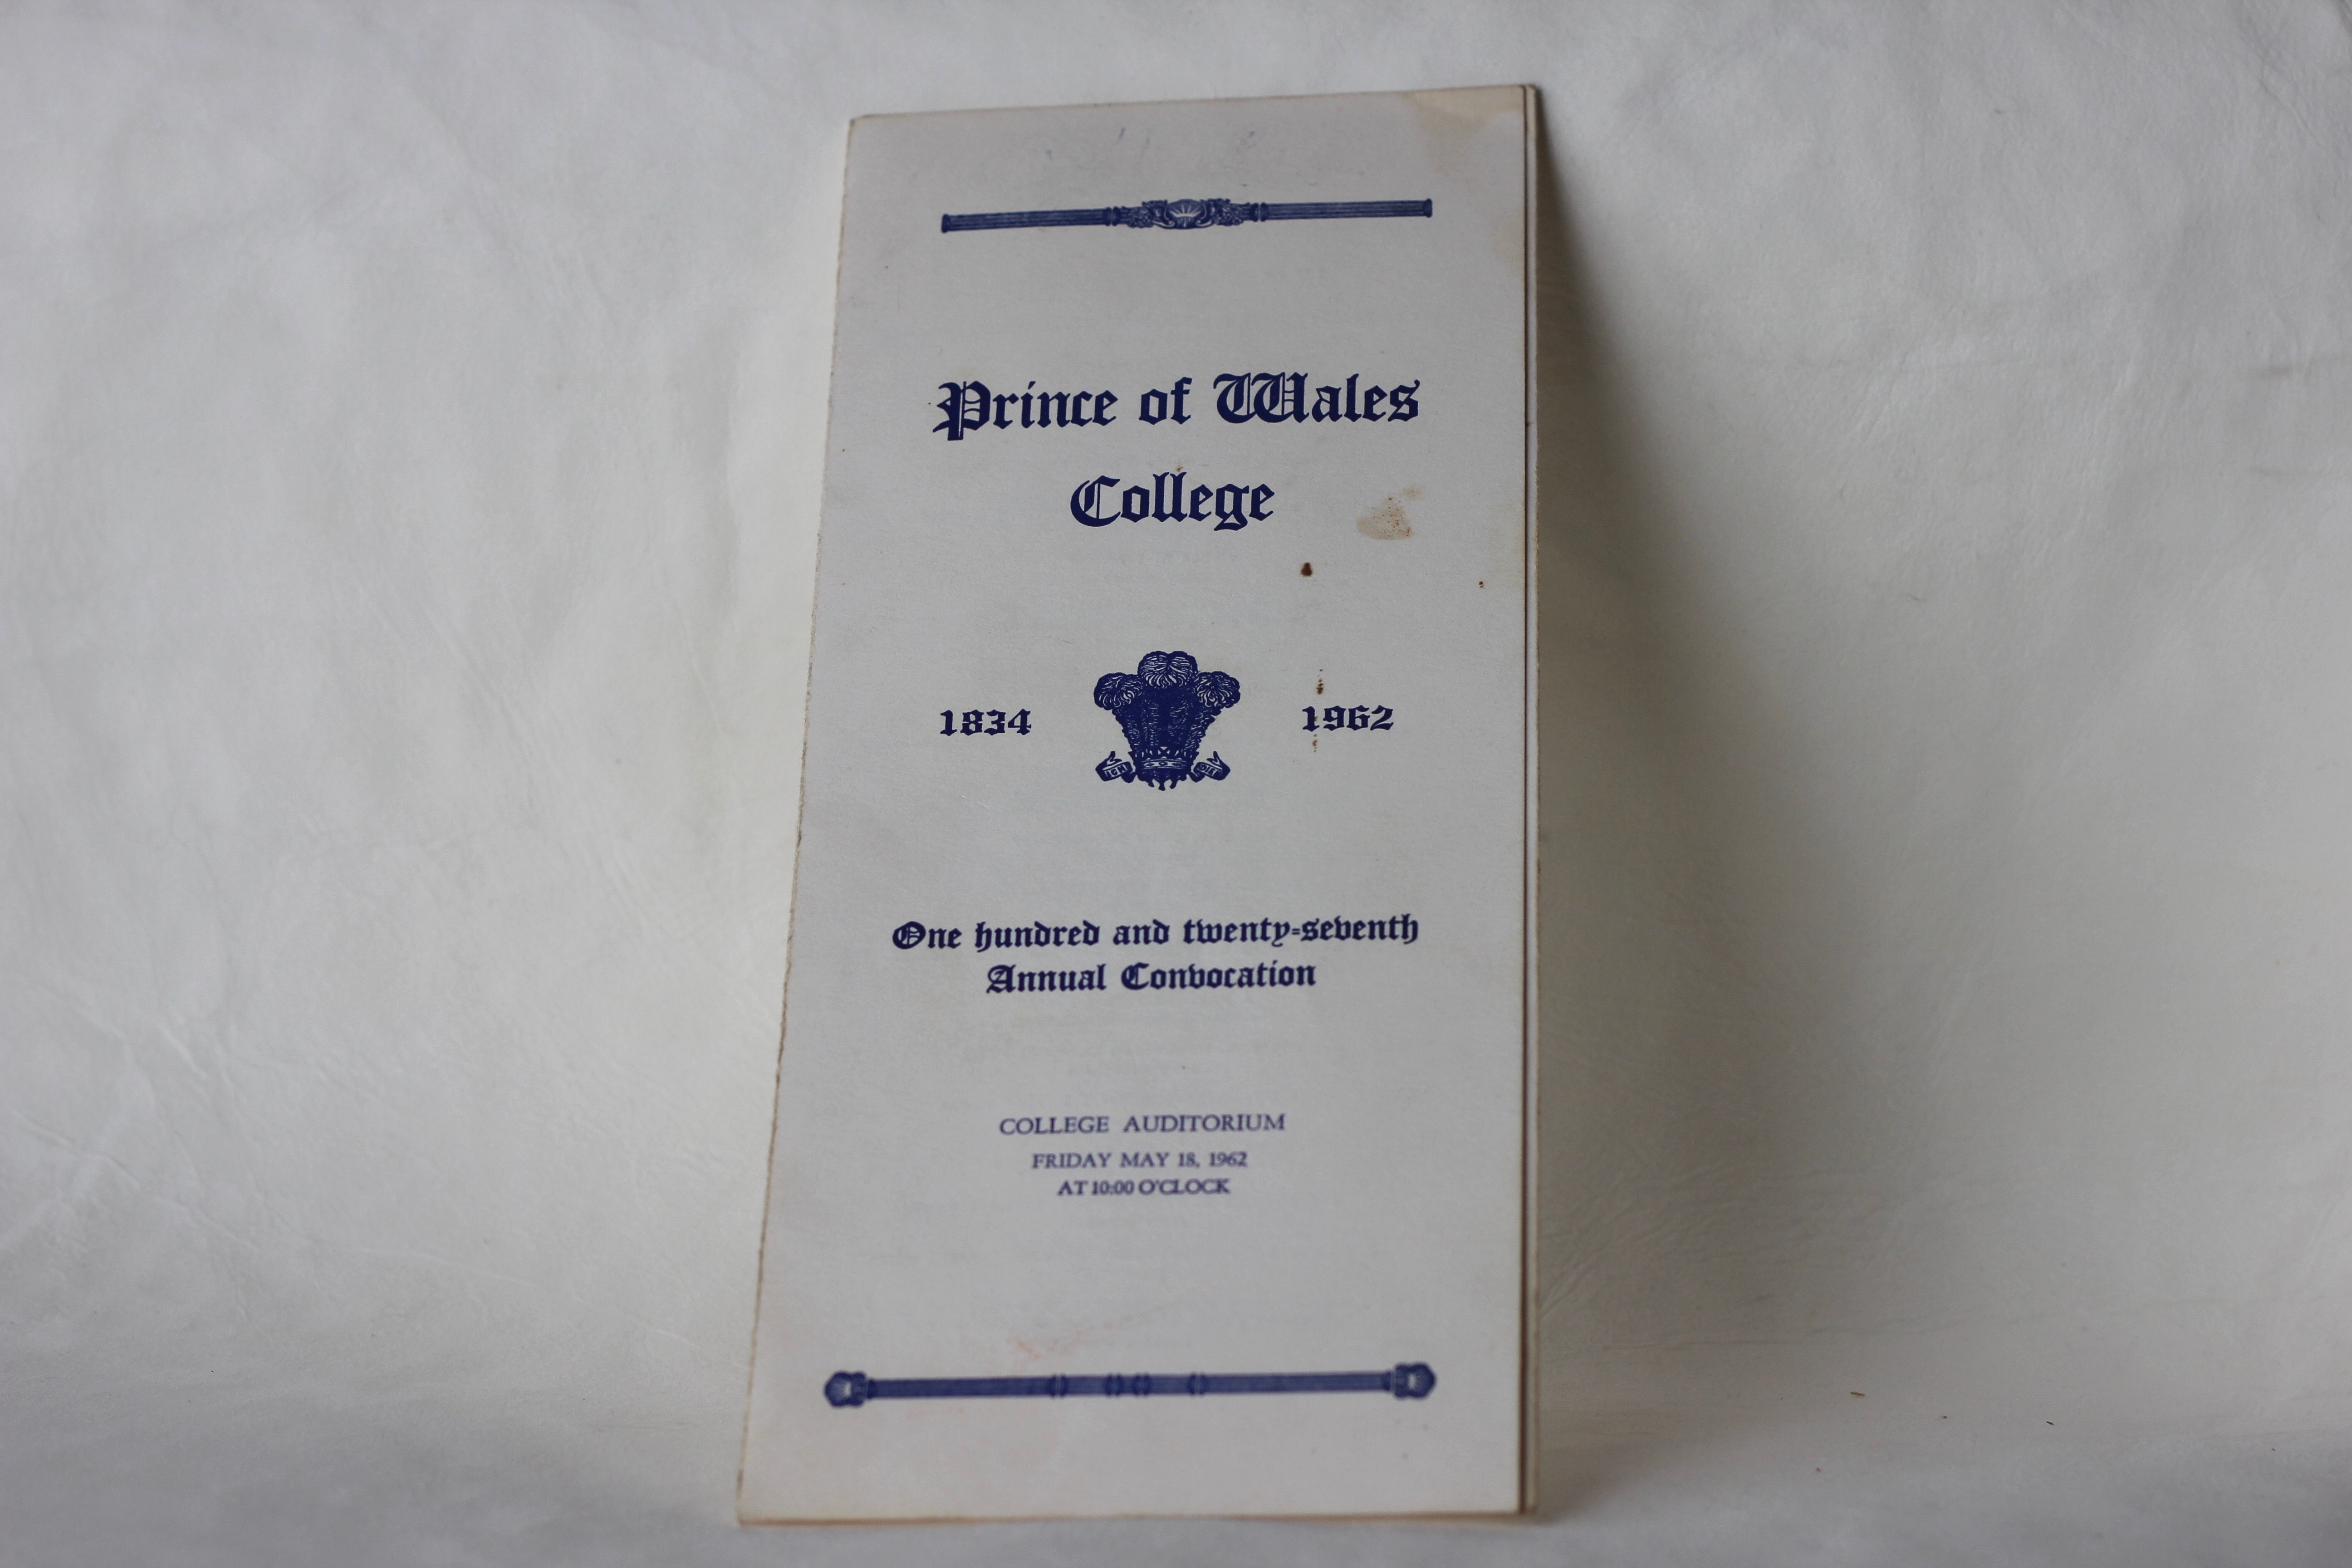 Prince of Wales
College
1834 1962
One hundred and twenty-seventh
Annual Convocation
COLLEGE AUDITORIUM
FRIDAY MAY 18, 1962
AT 10:00 O'CLOCK